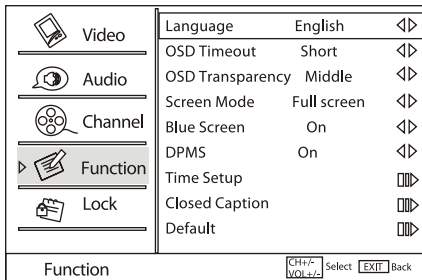 Video
Audio
Channel
Function
Lock
Language English
OSD Timeout Short
OSD Transparency Middle
Screen Mode Full screen
Blue Screen On
DPMS On
Time Setup
Closed Caption
Default
Function
CH+/-
VOL+/- Select EXIT Back